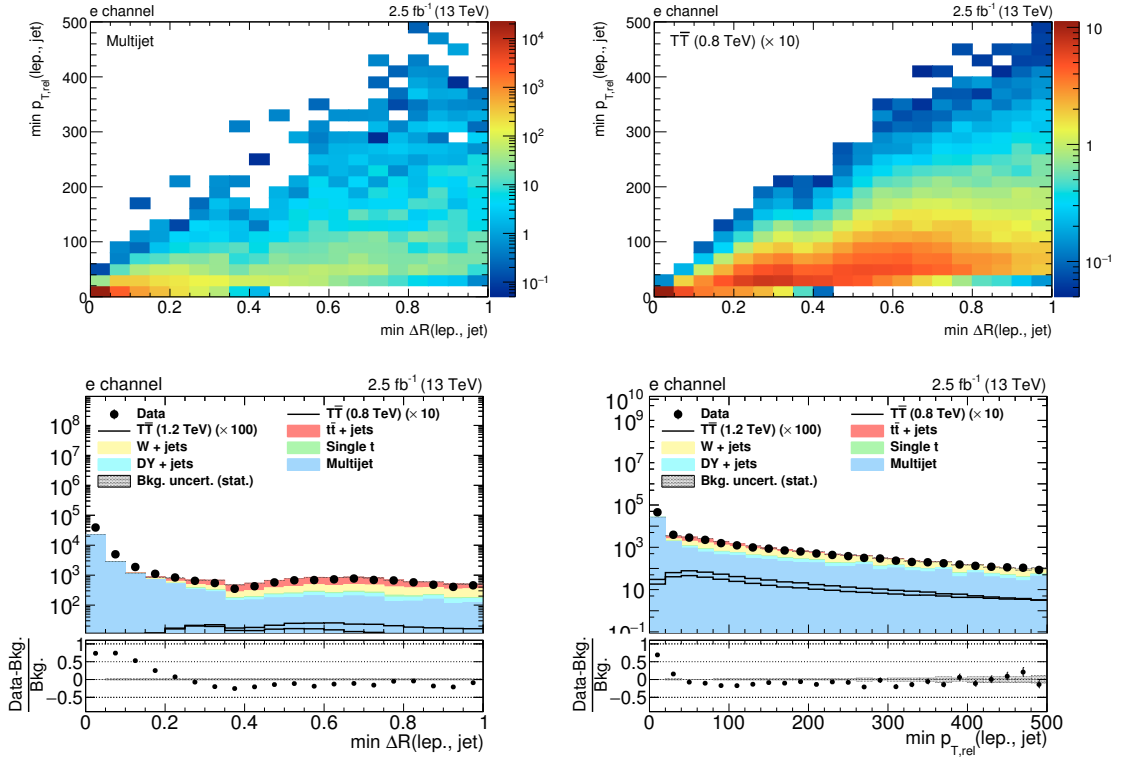 e channel 2.5 fb⁻¹ (13 TeV)
Multijet
min p_T,rel(lep., jet)
500
400
300
200
100
0
0 0.2 0.4 0.6 0.8 1
min ΔR(lep., jet)
10⁴
10³
10²
10
1
10⁻¹
e channel 2.5 fb⁻¹ (13 TeV)
TT̅ (0.8 TeV) (× 10)
min p_T,rel(lep., jet)
500
400
300
200
100
0
0 0.2 0.4 0.6 0.8 1
min ΔR(lep., jet)
10
1
10⁻¹
e channel 2.5 fb⁻¹ (13 TeV)
Data TT̅ (0.8 TeV) (× 10)
TT̅ (1.2 TeV) (× 100) tt̅ + jets
W + jets Single t
DY + jets Multijet
Bkg. uncert. (stat.)
10⁸
10⁷
10⁶
10⁵
10⁴
10³
10²
Data-Bkg.
Bkg.
1
0.5
0
−0.5
0 0.2 0.4 0.6 0.8 1
min ΔR(lep., jet)
e channel 2.5 fb⁻¹ (13 TeV)
Data TT̅ (0.8 TeV) (× 10)
TT̅ (1.2 TeV) (× 100) tt̅ + jets
W + jets Single t
DY + jets Multijet
Bkg. uncert. (stat.)
10¹⁰
10⁹
10⁷
10⁵
10³
10
10⁻¹
Data-Bkg.
Bkg.
1
0.5
0
−0.5
0 100 200 300 400 500
min p_T,rel(lep., jet)